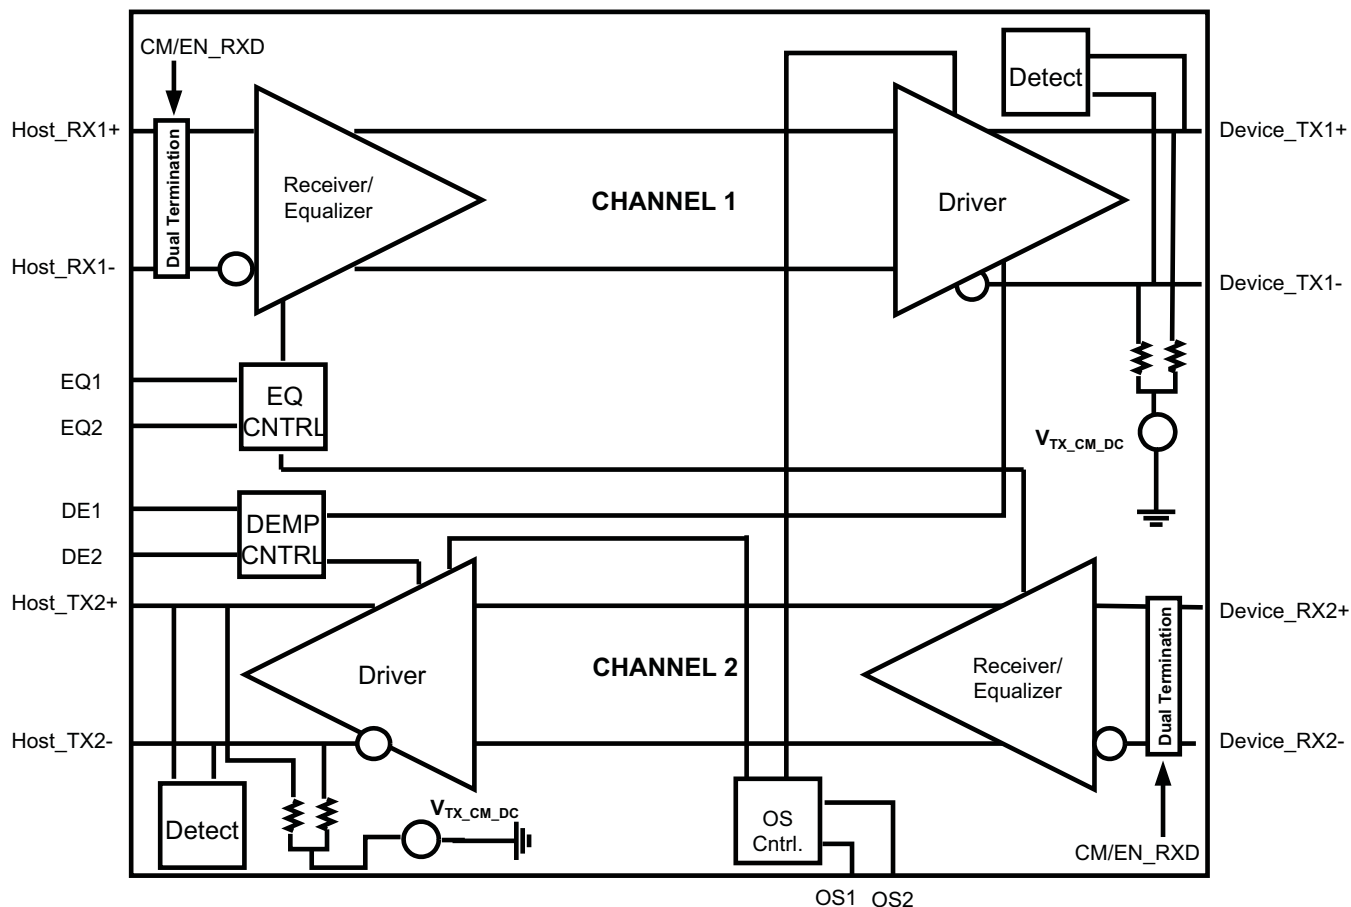 CM/EN_RXD
Detect
Host_RX1+
Device_TX1+
Dual Termination
Receiver/
Equalizer
CHANNEL 1
Driver
Host_RX1-
Device_TX1-
EQ1
EQ
CNTRL
EQ2
VTX_CM_DC
DE1
DEMP
CNTRL
DE2
Host_TX2+
Device_RX2+
Driver
CHANNEL 2
Receiver/
Equalizer
Dual Termination
Host_TX2-
Device_RX2-
Detect
VTX_CM_DC
OS
Cntrl.
CM/EN_RXD
OS1
OS2